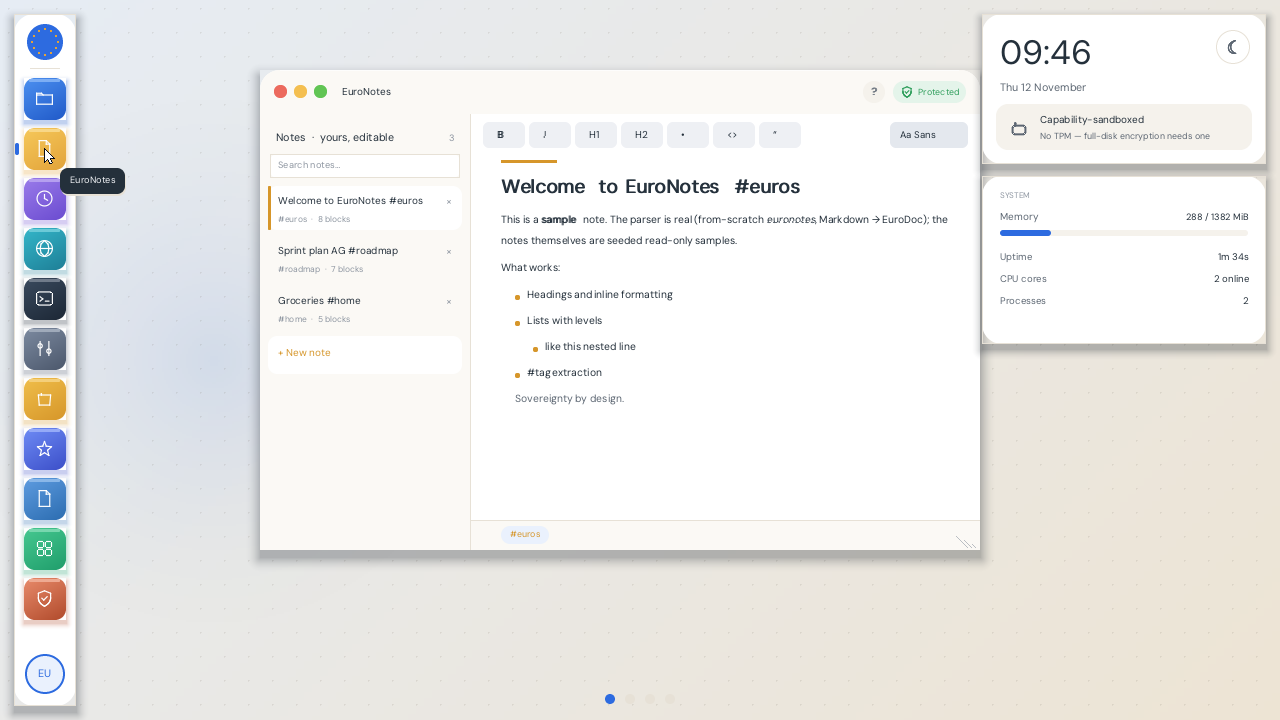 EuroNotes
? Protected
Notes · yours, editable 3
Search notes...
Welcome to EuroNotes #euros ×
#euros · 8 blocks
Sprint plan AG #roadmap ×
#roadmap · 7 blocks
Groceries #home ×
#home · 5 blocks
+ New note
B I H1 H2 • <> “ Aa Sans
Welcome to EuroNotes #euros
This is a sample note. The parser is real (from-scratch euronotes, Markdown → EuroDoc); the
notes themselves are seeded read-only samples.
What works:
Headings and inline formatting
Lists with levels
like this nested line
#tag extraction
Sovereignty by design.
#euros
EuroNotes
EU
09:46
Thu 12 November
Capability-sandboxed
No TPM — full-disk encryption needs one
SYSTEM
Memory 288 / 1382 MiB
Uptime 1m 34s
CPU cores 2 online
Processes 2